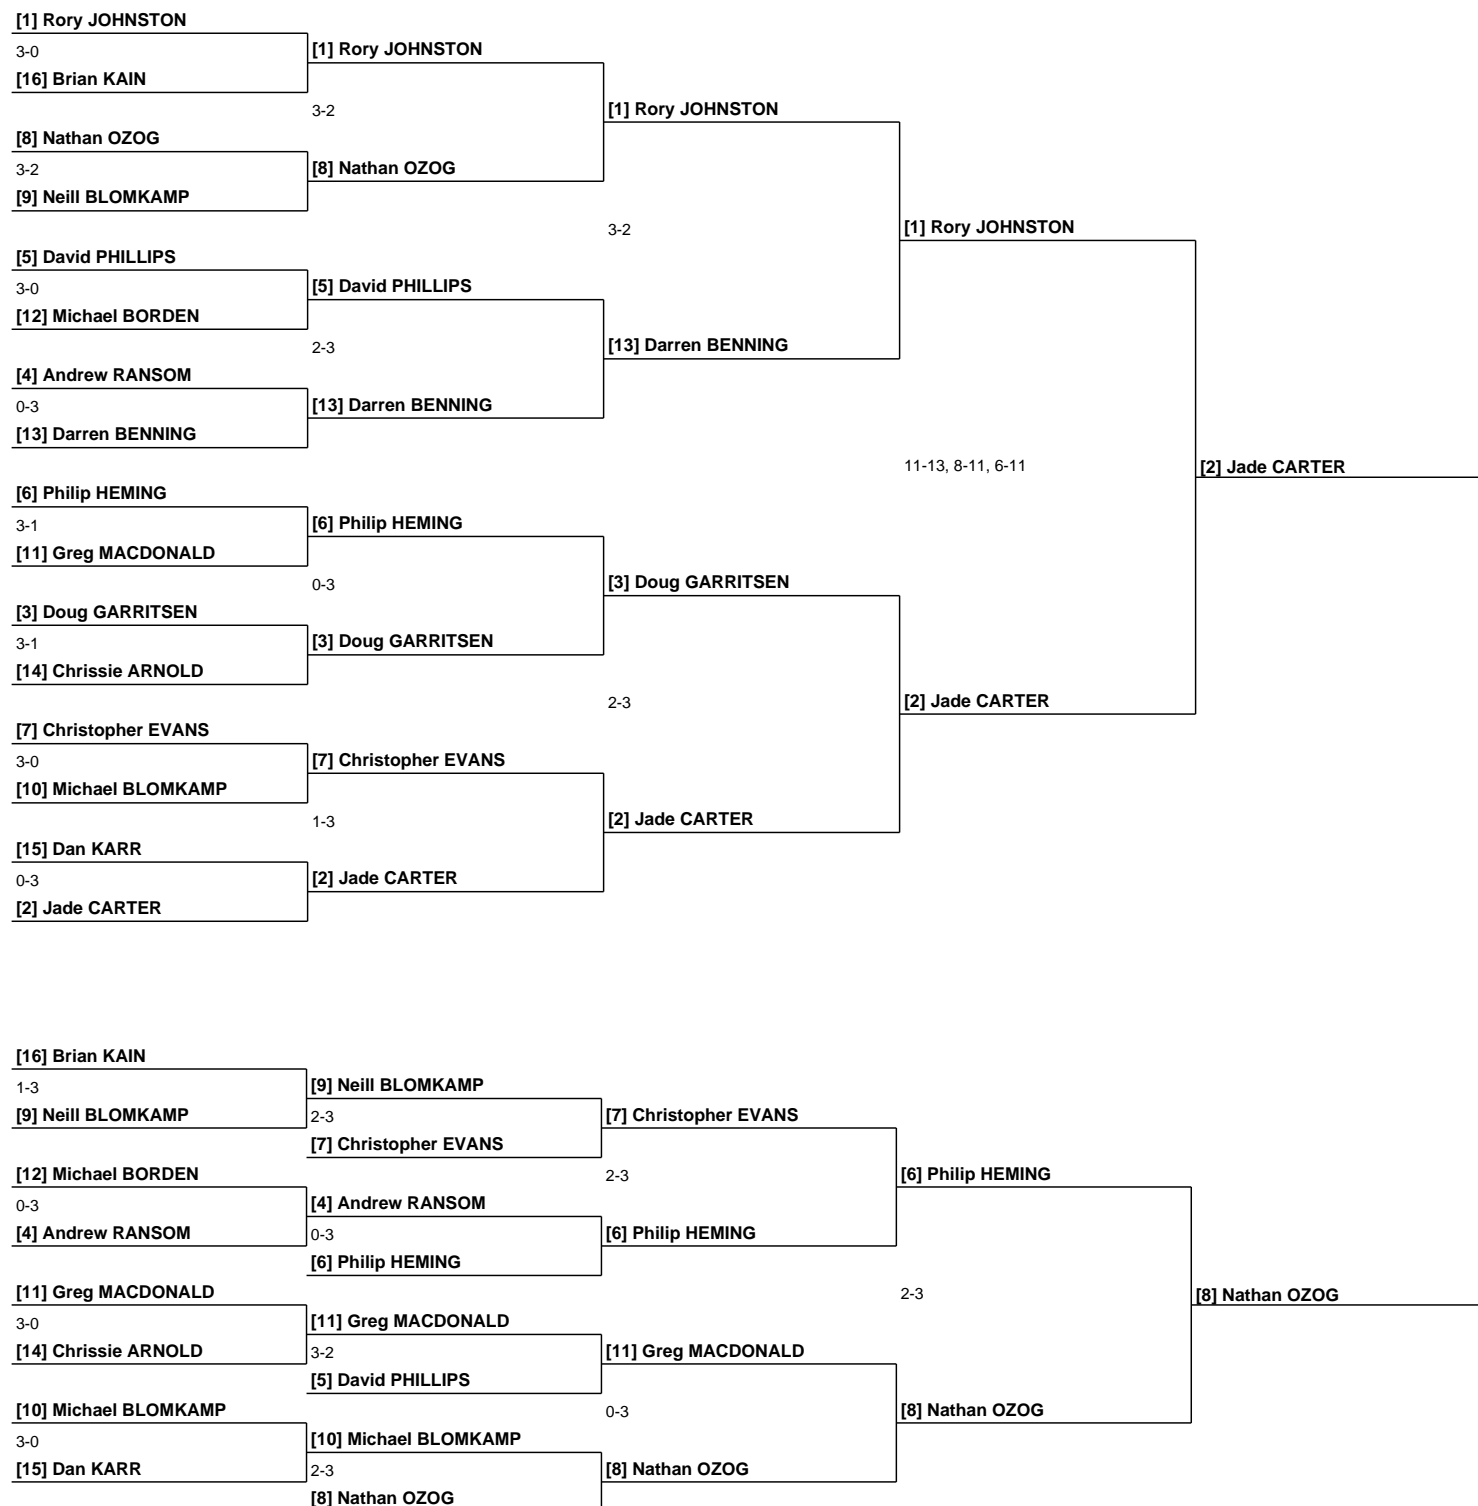 [1] Rory JOHNSTON
3-0
[1] Rory JOHNSTON
[16] Brian KAIN
3-2
[1] Rory JOHNSTON
[8] Nathan OZOG
3-2
[8] Nathan OZOG
[9] Neill BLOMKAMP
3-2
[1] Rory JOHNSTON
[5] David PHILLIPS
3-0
[5] David PHILLIPS
[12] Michael BORDEN
2-3
[13] Darren BENNING
[4] Andrew RANSOM
0-3
[13] Darren BENNING
[13] Darren BENNING
11-13, 8-11, 6-11
[2] Jade CARTER
[6] Philip HEMING
3-1
[6] Philip HEMING
[11] Greg MACDONALD
0-3
[3] Doug GARRITSEN
[3] Doug GARRITSEN
3-1
[3] Doug GARRITSEN
[14] Chrissie ARNOLD
2-3
[2] Jade CARTER
[7] Christopher EVANS
3-0
[7] Christopher EVANS
[10] Michael BLOMKAMP
1-3
[2] Jade CARTER
[15] Dan KARR
0-3
[2] Jade CARTER
[2] Jade CARTER
[16] Brian KAIN
1-3
[9] Neill BLOMKAMP
[9] Neill BLOMKAMP
2-3
[7] Christopher EVANS
[7] Christopher EVANS
[12] Michael BORDEN
2-3
[6] Philip HEMING
0-3
[4] Andrew RANSOM
[4] Andrew RANSOM
0-3
[6] Philip HEMING
[6] Philip HEMING
[11] Greg MACDONALD
2-3
[8] Nathan OZOG
3-0
[11] Greg MACDONALD
[14] Chrissie ARNOLD
3-2
[11] Greg MACDONALD
[5] David PHILLIPS
[10] Michael BLOMKAMP
0-3
[8] Nathan OZOG
3-0
[10] Michael BLOMKAMP
[15] Dan KARR
2-3
[8] Nathan OZOG
[8] Nathan OZOG